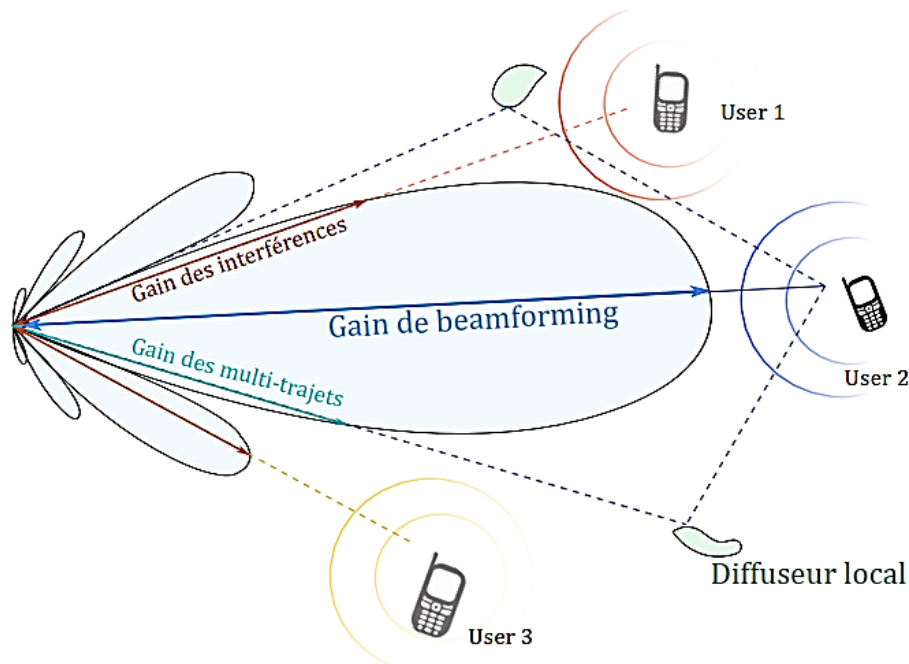 User 1
Gain des interférences
Gain de beamforming
Gain des multi-trajets
User 2
Diffuseur local
User 3